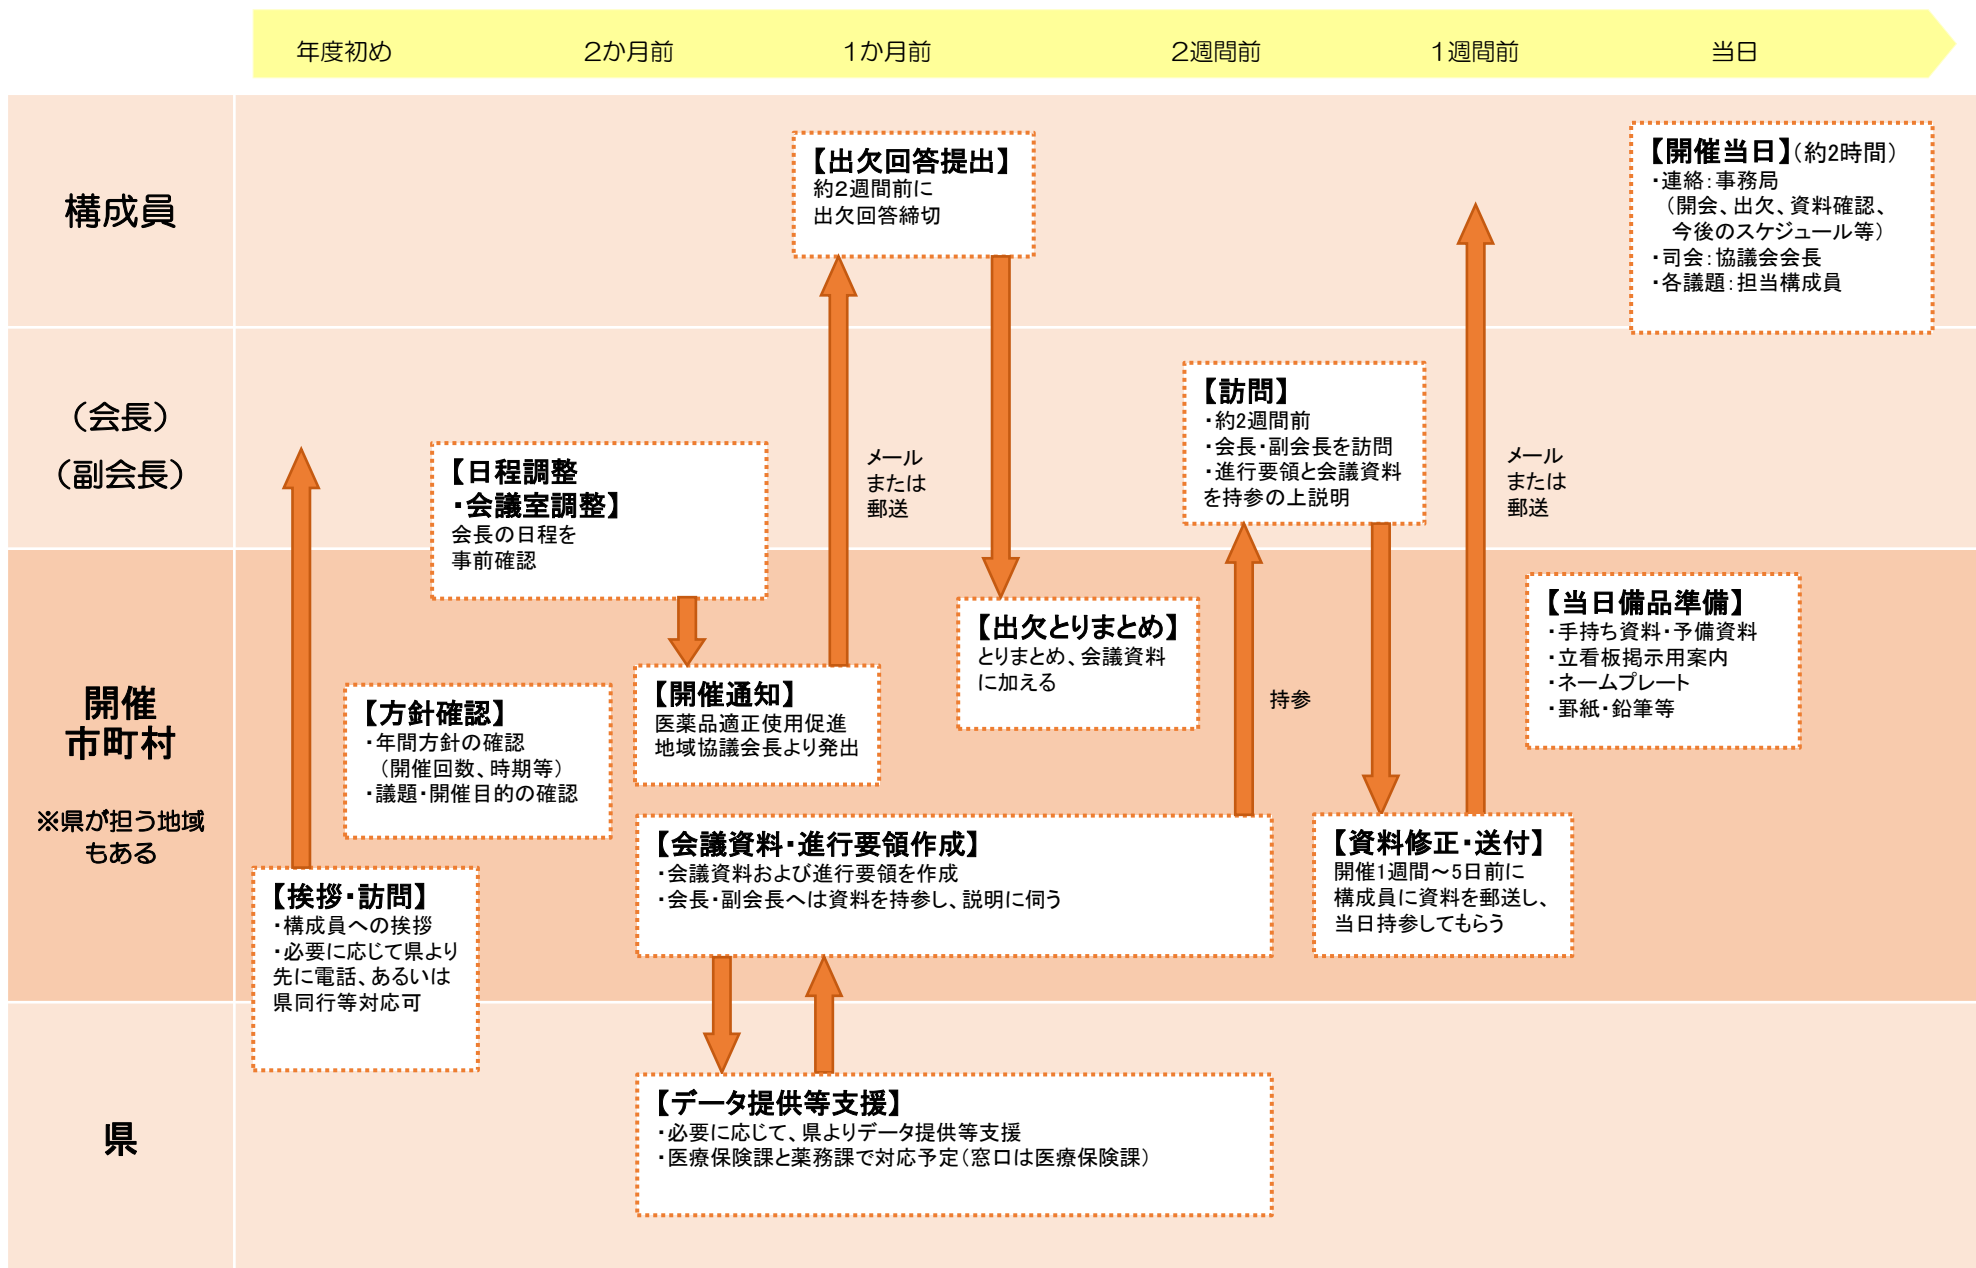 年度初め
2か月前
1か月前
2週間前
1週間前
当日
構成員
【出欠回答提出】
約2週間前に
出欠回答締切
【開催当日】(約2時間)
・連絡:事務局
(開会、出欠、資料確認、
今後のスケジュール等)
・司会:協議会会長
・各議題:担当構成員
(会長)
(副会長)
【日程調整
・会議室調整】
会長の日程を
事前確認
メール
または
郵送
【訪問】
・約2週間前
・会長・副会長を訪問
・進行要領と会議資料
を持参の上説明
メール
または
郵送
開催
市町村
※県が担う地域
もある
【挨拶・訪問】
・構成員への挨拶
・必要に応じて県より
先に電話、あるいは
県同行等対応可
【方針確認】
・年間方針の確認
(開催回数、時期等)
・議題・開催目的の確認
【開催通知】
医薬品適正使用促進
地域協議会長より発出
【出欠とりまとめ】
とりまとめ、会議資料
に加える
持参
【会議資料・進行要領作成】
・会議資料および進行要領を作成
・会長・副会長へは資料を持参し、説明に伺う
【資料修正・送付】
開催1週間~5日前に
構成員に資料を郵送し、
当日持参してもらう
【当日備品準備】
・手持ち資料・予備資料
・立看板掲示用案内
・ネームプレート
・罫紙・鉛筆等
県
【データ提供等支援】
・必要に応じて、県よりデータ提供等支援
・医療保険課と薬務課で対応予定(窓口は医療保険課)